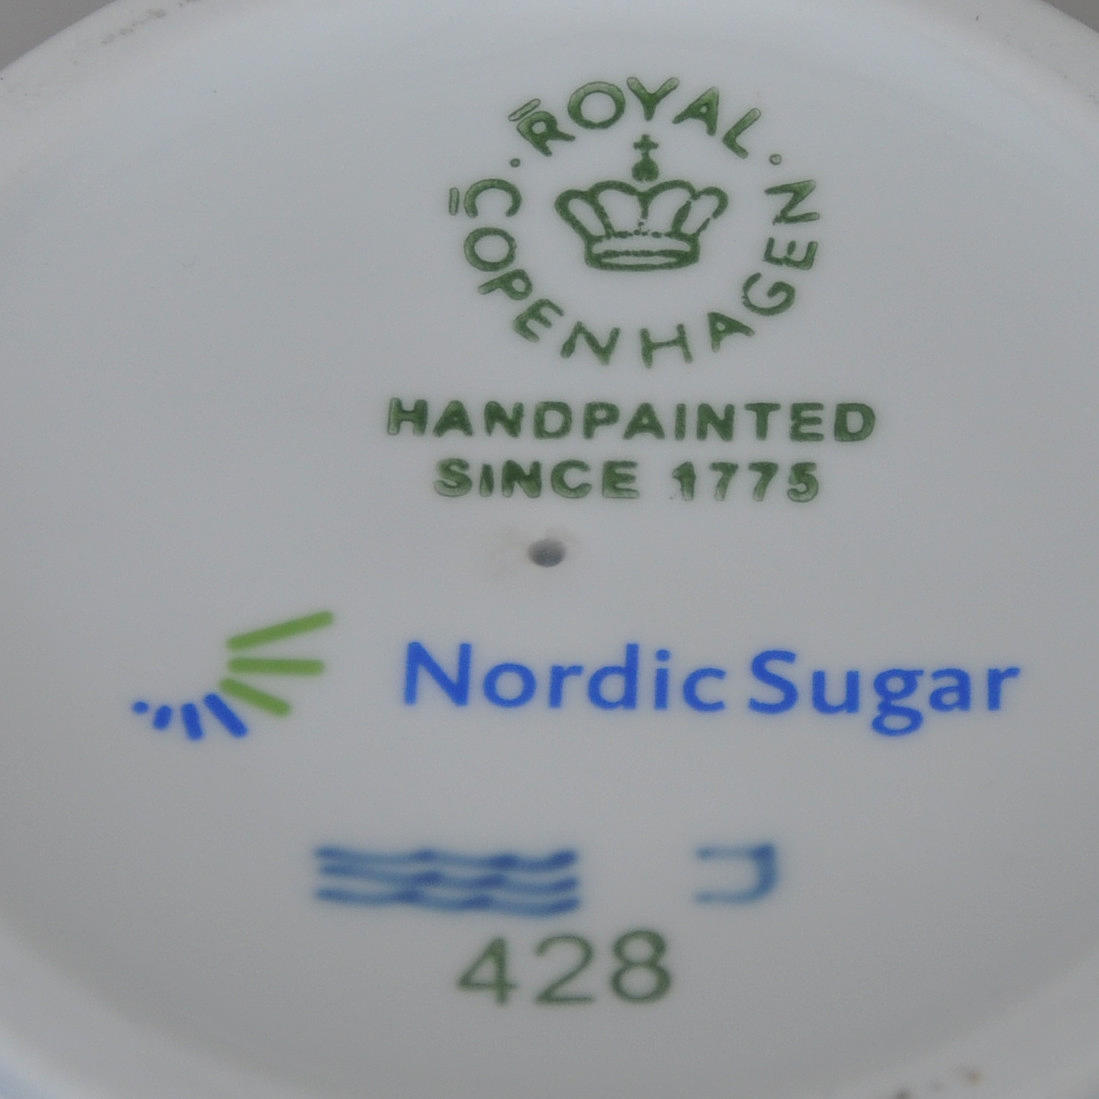 ROYAL
COPENHAGEN
HANDPAINTED
SINCE 1775
Nordic Sugar
428